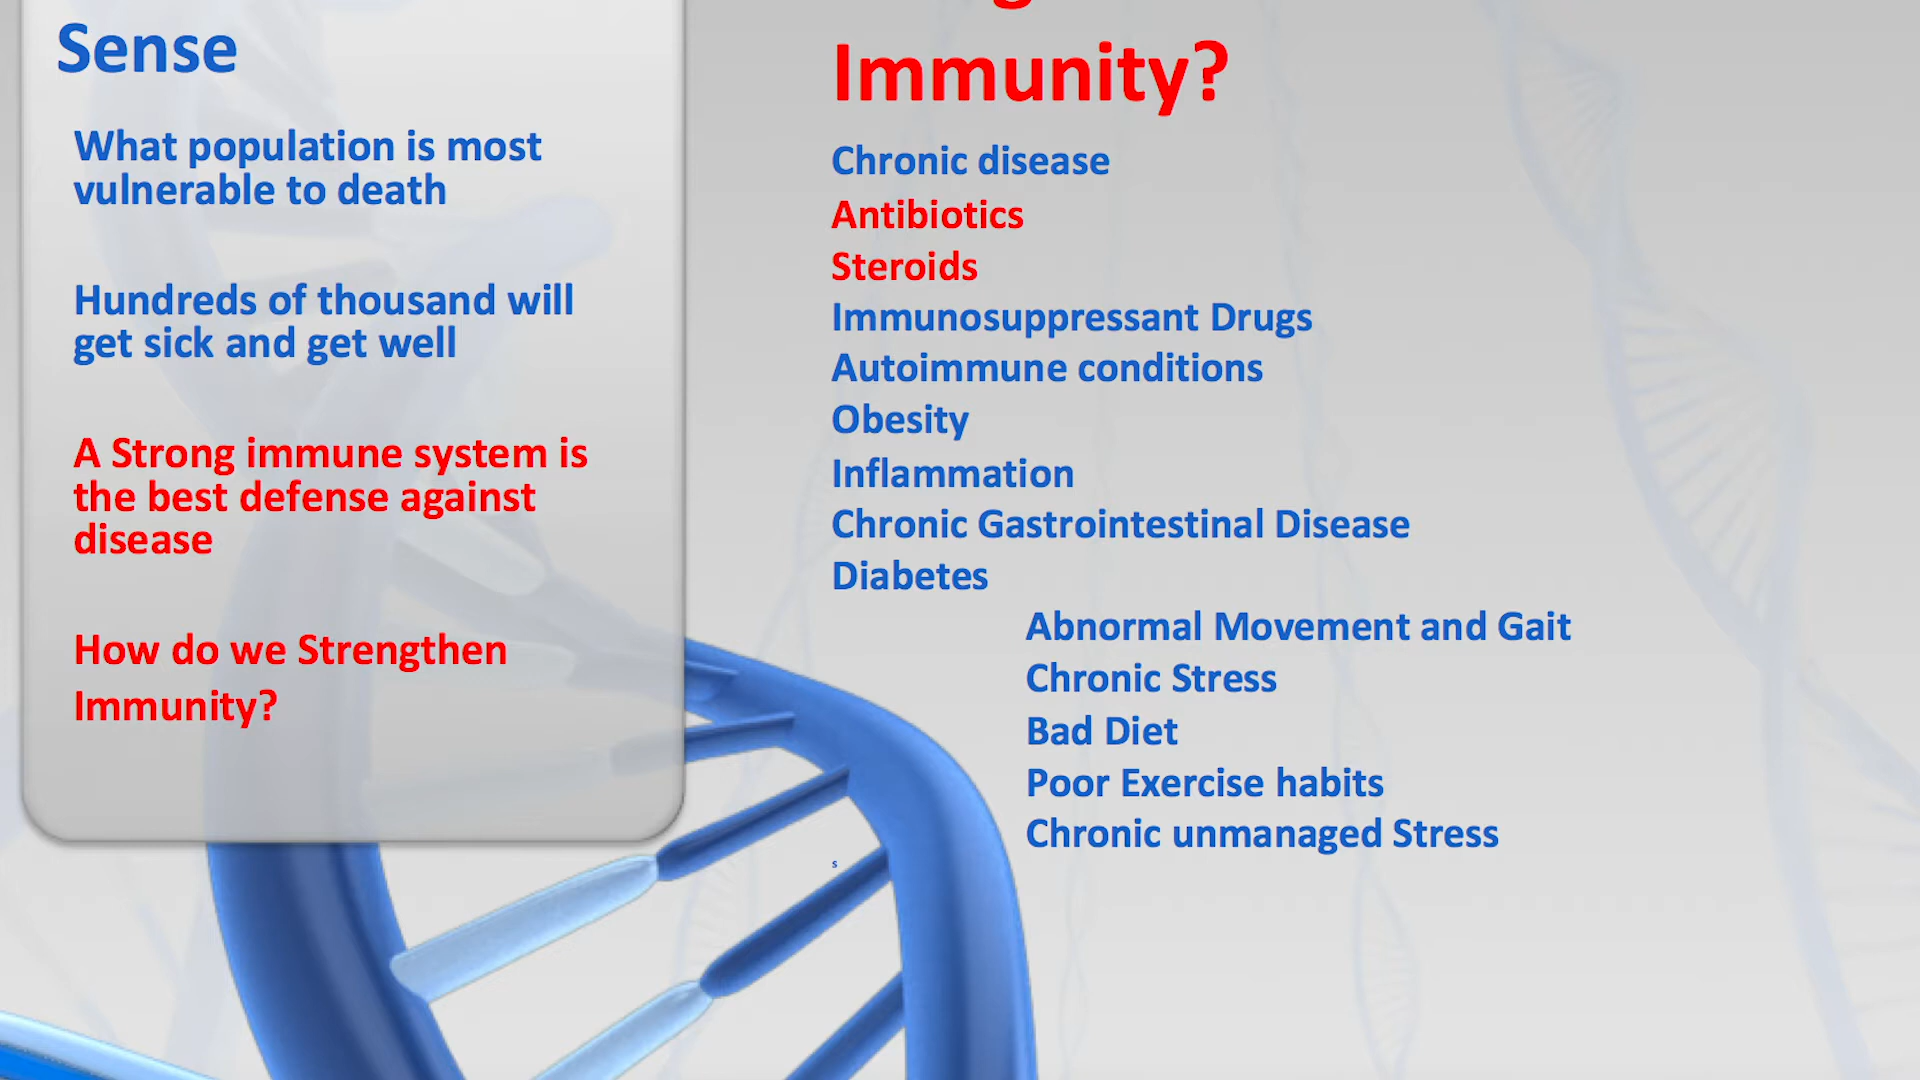 Sense
What population is most
vulnerable to death
Hundreds of thousand will
get sick and get well
A Strong immune system is
the best defense against
disease
How do we Strengthen
Immunity?
Immunity?
Chronic disease
Antibiotics
Steroids
Immunosuppressant Drugs
Autoimmune conditions
Obesity
Inflammation
Chronic Gastrointestinal Disease
Diabetes
Abnormal Movement and Gait
Chronic Stress
Bad Diet
Poor Exercise habits
Chronic unmanaged Stress
s